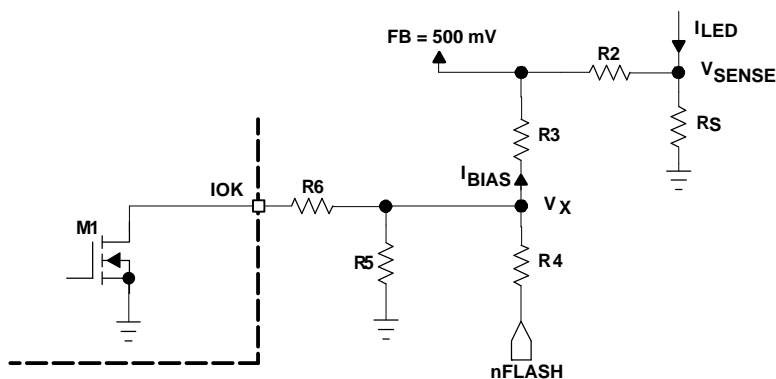 FB = 500 mV
ILED
R2
VSENSE
R3
RS
IBIAS
IOK
R6
VX
M1
R5
R4
nFLASH